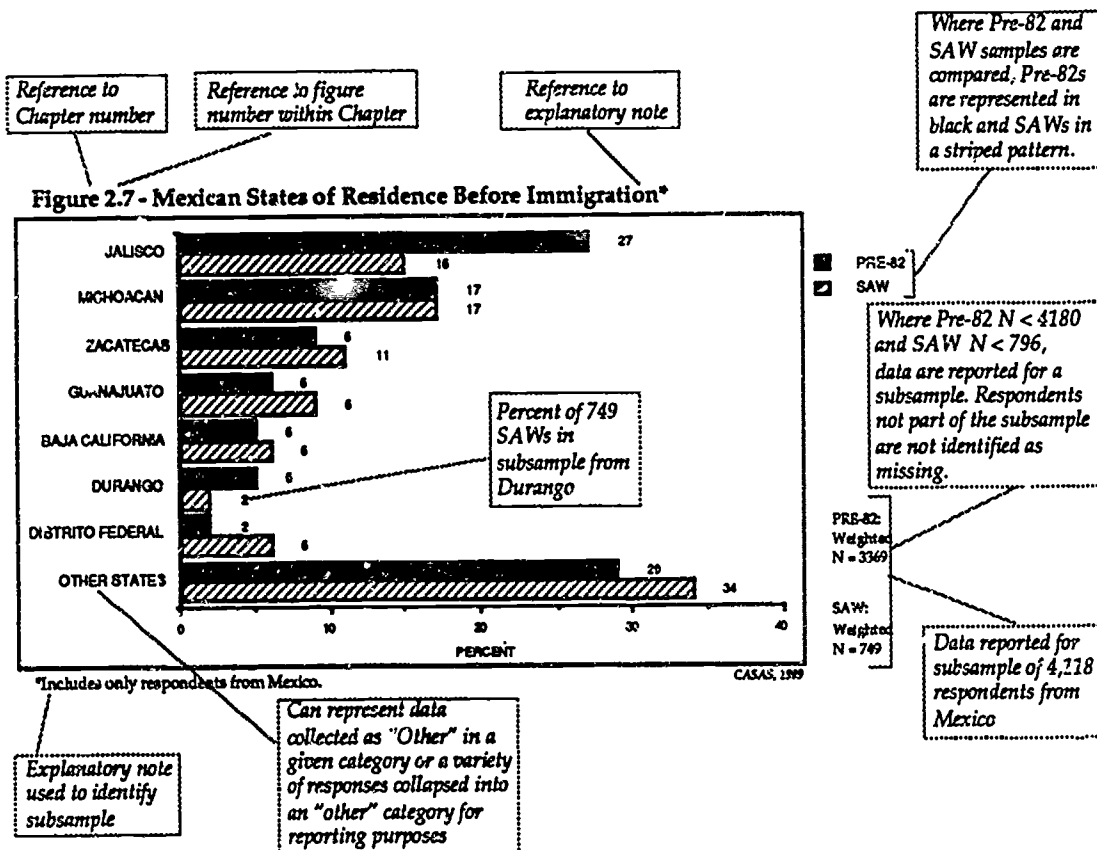 Where Pre-82 and
SAW samples are
compared, Pre-82s
are represented in
black and SAWs in
a striped pattern.
Reference to
Chapter number
Reference to figure
number within Chapter
Reference to
explanatory note
Figure 2.7 - Mexican States of Residence Before Immigration*
JALISCO
27
PRE-82
15
SAW
MICHOACAN
17
17
ZACATECAS
11
GUANAJUATO
BAJA CALIFORNIA
DURANGO
2
DISTRITO FEDERAL
2
OTHER STATES
29
34
0
10
20
30
40
PERCENT
Where Pre-82 N < 4180
and SAW N < 796,
data are reported for a
subsample. Respondents
not part of the subsample
are not identified as
missing.
Percent of 749
SAWs in
subsample from
Durango
PRE-82:
Weighted
N = 3369
SAW:
Weighted
N = 749
Data reported for
subsample of
respondents from
Mexico
*Includes only respondents from Mexico.
CASAS,
Can represent data
collected as "Other" in a
given category or a variety
of responses collapsed into
an "other" category for
reporting purposes
Explanatory note
used to identify
subsample